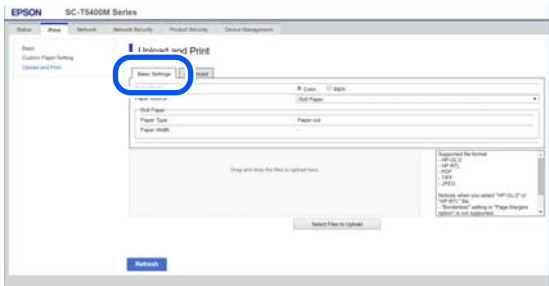 EPSON SC-T5400M Series
Status Print Network Network Security Product Security Device Management
Basic
Custom Paper Setting
Upload and Print
Upload and Print
Basic Settings
Color B&W
Paper Source Roll Paper
Roll Paper
Paper Type Paper out
Paper Width -
Drag and drop the files to upload here.
Supported file format
- HP-GL/2
- HP RTL
- PDF
- TIFF
- JPEG
Notices when you select "HP-GL/2" or
"HP RTL" file
- "Borderless" setting in "Page Margins
option" is not supported.
Select Files to Upload
Refresh